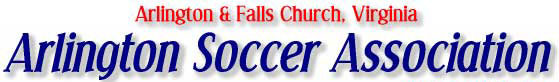 Arlington & Falls Church, Virginia
Arlington Soccer Association